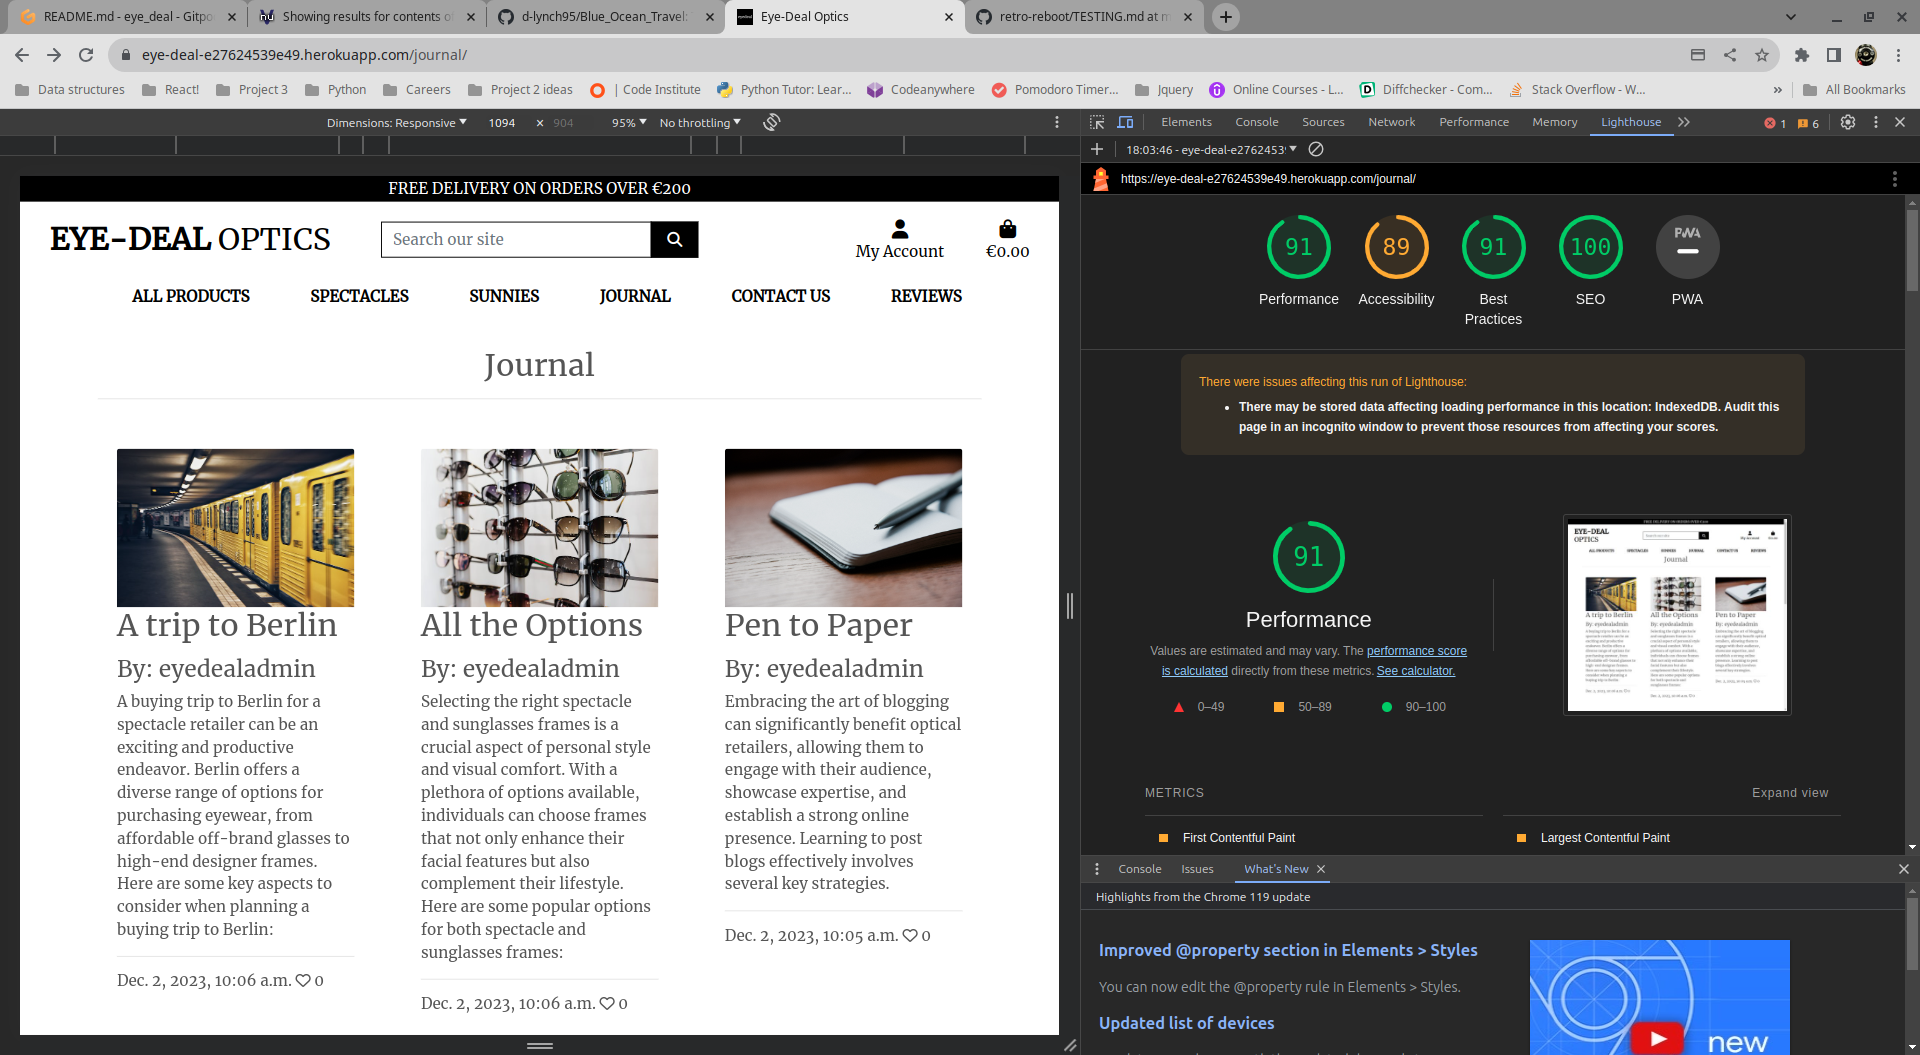 README.md - eye_deal - Gitpo
Showing results for contents o
d-lynch95/Blue_Ocean_Travel:
Eye-Deal Optics
retro-reboot/TESTING.md at m
eye-deal-e27624539e49.herokuapp.com/journal/
Data structures
React!
Project 3
Python
Careers
Project 2 ideas
| Code Institute
Python Tutor: Lear...
Codeanywhere
Pomodoro Timer...
Jquery
Online Courses - L...
Diffchecker - Com...
Stack Overflow - W...
»
All Bookmarks
Dimensions: Responsive
1094 × 904
95%
No throttling
Elements
Console
Sources
Network
Performance
Memory
Lighthouse
1
6
18:03:46 - eye-deal-e2762453
https://eye-deal-e27624539e49.herokuapp.com/journal/
FREE DELIVERY ON ORDERS OVER €200
EYE-DEAL OPTICS
Search our site
My Account
€0.00
ALL PRODUCTS
SPECTACLES
SUNNIES
JOURNAL
CONTACT US
REVIEWS
Journal
A trip to Berlin
By: eyedealadmin
A buying trip to Berlin for a
spectacle retailer can be an
exciting and productive
endeavor. Berlin offers a
diverse range of options for
purchasing eyewear, from
affordable off-brand glasses to
high-end designer frames.
Here are some key aspects to
consider when planning a
buying trip to Berlin:
Dec. 2, 2023, 10:06 a.m. 0
All the Options
By: eyedealadmin
Selecting the right spectacle
and sunglasses frames is a
crucial aspect of personal style
and visual comfort. With a
plethora of options available,
individuals can choose frames
that not only enhance their
facial features but also
complement their lifestyle.
Here are some popular options
for both spectacle and
sunglasses frames:
Dec. 2, 2023, 10:06 a.m. 0
Pen to Paper
By: eyedealadmin
Embracing the art of blogging
can significantly benefit optical
retailers, allowing them to
engage with their audience,
showcase expertise, and
establish a strong online
presence. Learning to post
blogs effectively involves
several key strategies.
Dec. 2, 2023, 10:05 a.m. 0
91
Performance
89
Accessibility
91
Best
Practices
100
SEO
PWA
PWA
There were issues affecting this run of Lighthouse:
• There may be stored data affecting loading performance in this location: IndexedDB. Audit this
page in an incognito window to prevent those resources from affecting your scores.
91
Performance
Values are estimated and may vary. The performance score
is calculated directly from these metrics. See calculator.
0–49
50–89
90–100
EYE-DEAL
OPTICS
Journal
A trip to Berlin
All the Options
Pen to Paper
By: eyedealadmin
By: eyedealadmin
By: eyedealadmin
METRICS
Expand view
First Contentful Paint
Largest Contentful Paint
Console
Issues
What's New
Highlights from the Chrome 119 update
Improved @property section in Elements > Styles
You can now edit the @property rule in Elements > Styles.
Updated list of devices
new